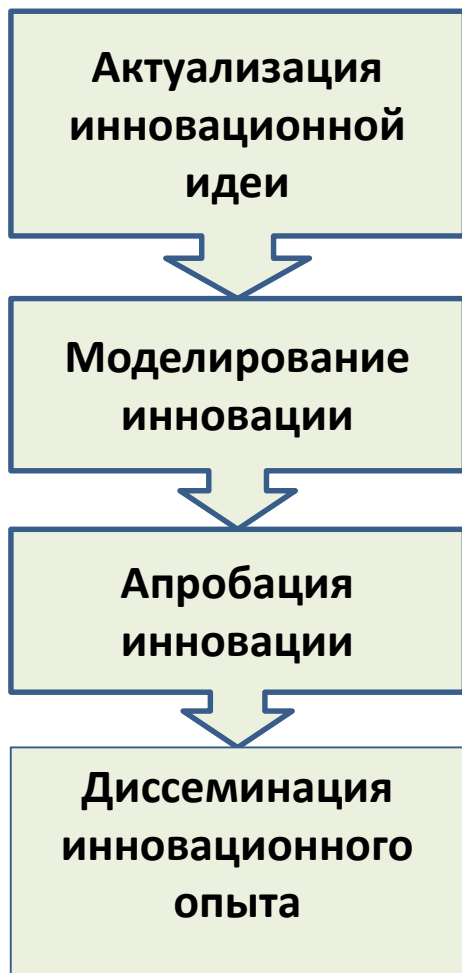 Актуализация
инновационной
идеи
Моделирование
инновации
Апробация
инновации
Диссеминация
инновационного
опыта